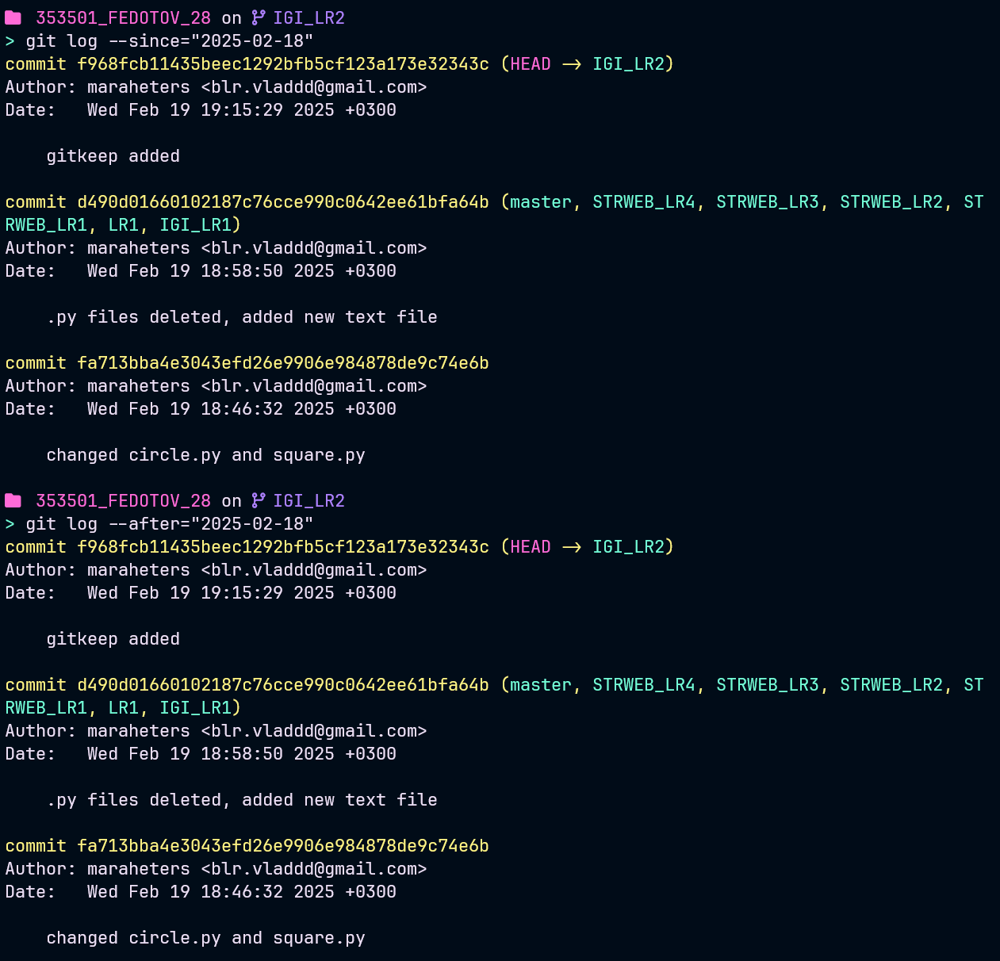 353501_FEDOTOV_28 on IGI_LR2
> git log --since="2025-02-18"
commit f968fcb11435beec1292bfb5cf123a173e32343c (HEAD -> IGI_LR2)
Author: maraheters <blr.vladdd@gmail.com>
Date:   Wed Feb 19 19:15:29 2025 +0300
    gitkeep added
commit d490d01660102187c76cce990c0642ee61bfa64b (master, STRWEB_LR4, STRWEB_LR3, STRWEB_LR2, ST
RWEB_LR1, LR1, IGI_LR1)
Author: maraheters <blr.vladdd@gmail.com>
Date:   Wed Feb 19 18:58:50 2025 +0300
    .py files deleted, added new text file
commit fa713bba4e3043efd26e9906e984878de9c74e6b
Author: maraheters <blr.vladdd@gmail.com>
Date:   Wed Feb 19 18:46:32 2025 +0300
    changed circle.py and square.py
353501_FEDOTOV_28 on IGI_LR2
> git log --after="2025-02-18"
commit f968fcb11435beec1292bfb5cf123a173e32343c (HEAD -> IGI_LR2)
Author: maraheters <blr.vladdd@gmail.com>
Date:   Wed Feb 19 19:15:29 2025 +0300
    gitkeep added
commit d490d01660102187c76cce990c0642ee61bfa64b (master, STRWEB_LR4, STRWEB_LR3, STRWEB_LR2, ST
RWEB_LR1, LR1, IGI_LR1)
Author: maraheters <blr.vladdd@gmail.com>
Date:   Wed Feb 19 18:58:50 2025 +0300
    .py files deleted, added new text file
commit fa713bba4e3043efd26e9906e984878de9c74e6b
Author: maraheters <blr.vladdd@gmail.com>
Date:   Wed Feb 19 18:46:32 2025 +0300
    changed circle.py and square.py